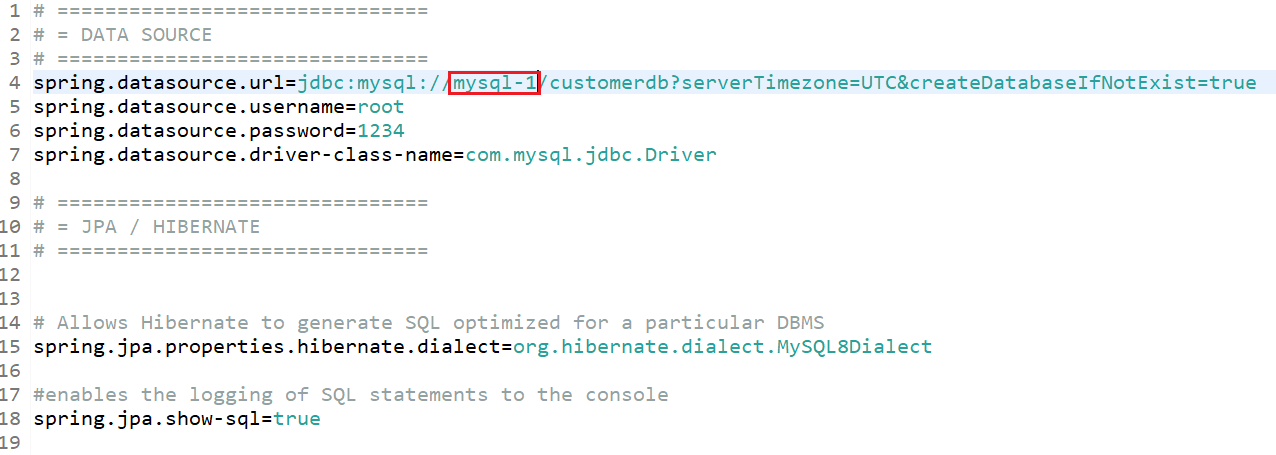 1 # ===============================
2 # = DATA SOURCE
3 # ===============================
4 spring.datasource.url=jdbc:mysql://mysql-1/customerdb?serverTimezone=UTC&createDatabaseIfNotExist=true
5 spring.datasource.username=root
6 spring.datasource.password=1234
7 spring.datasource.driver-class-name=com.mysql.jdbc.Driver
8
9 # ===============================
10 # = JPA / HIBERNATE
11 # ===============================
12
13
14 # Allows Hibernate to generate SQL optimized for a particular DBMS
15 spring.jpa.properties.hibernate.dialect=org.hibernate.dialect.MySQL8Dialect
16
17 #enables the logging of SQL statements to the console
18 spring.jpa.show-sql=true
19